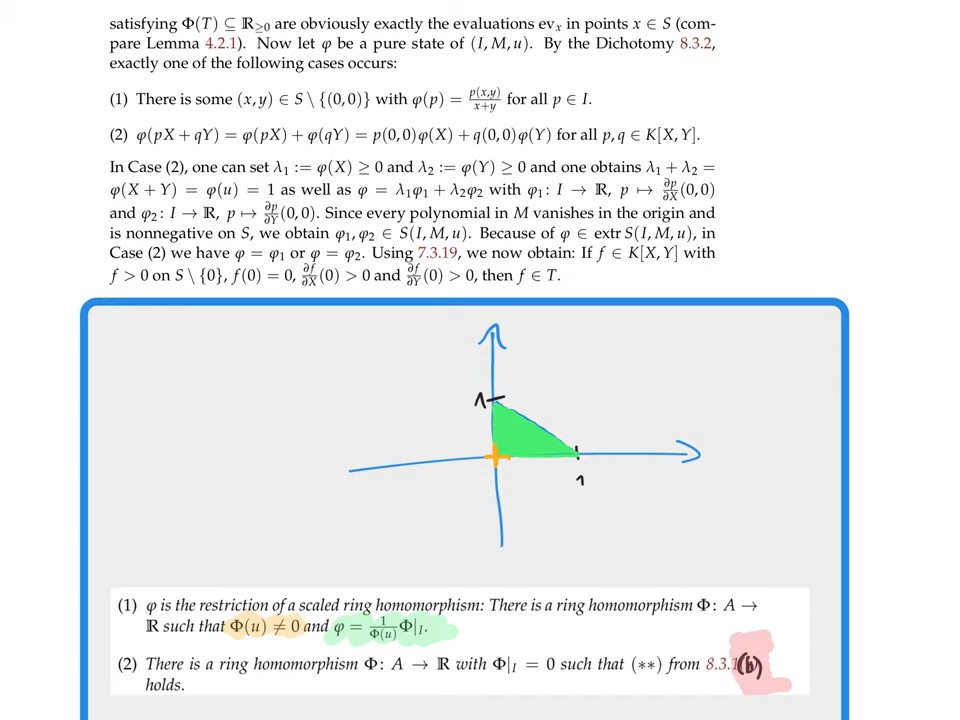 satisfying Φ(T) ⊆ ℝ≥0 are obviously exactly the evaluations evₓ in points x ∈ S (com-
pare Lemma 4.2.1). Now let φ be a pure state of (I, M, u). By the Dichotomy 8.3.2,
exactly one of the following cases occurs:
(1) There is some (x, y) ∈ S \ {(0,0)} with φ(p) = p(x,y)/x+y for all p ∈ I.
(2) φ(pX + qY) = φ(pX) + φ(qY) = p(0,0)φ(X) + q(0,0)φ(Y) for all p, q ∈ K[X, Y].
In Case (2), one can set λ₁ := φ(X) ≥ 0 and λ₂ := φ(Y) ≥ 0 and one obtains λ₁ + λ₂ =
φ(X + Y) = φ(u) = 1 as well as φ = λ₁φ₁ + λ₂φ₂ with φ₁: I → ℝ, p ↦ ∂p/∂X(0,0)
and φ₂: I → ℝ, p ↦ ∂p/∂Y(0,0). Since every polynomial in M vanishes in the origin and
is nonnegative on S, we obtain φ₁, φ₂ ∈ S(I, M, u). Because of φ ∈ extr S(I, M, u), in
Case (2) we have φ = φ₁ or φ = φ₂. Using 7.3.19, we now obtain: If f ∈ K[X, Y] with
f > 0 on S \ {0}, f(0) = 0, ∂f/∂X(0) > 0 and ∂f/∂Y(0) > 0, then f ∈ T.
1
1
(1) φ is the restriction of a scaled ring homomorphism: There is a ring homomorphism Φ: A →
ℝ such that Φ(u) ≠ 0 and φ = 1/Φ(u) Φ|I.
(2) There is a ring homomorphism Φ: A → ℝ with Φ|I = 0 such that (∗∗) from 8.3.1(b)
holds.